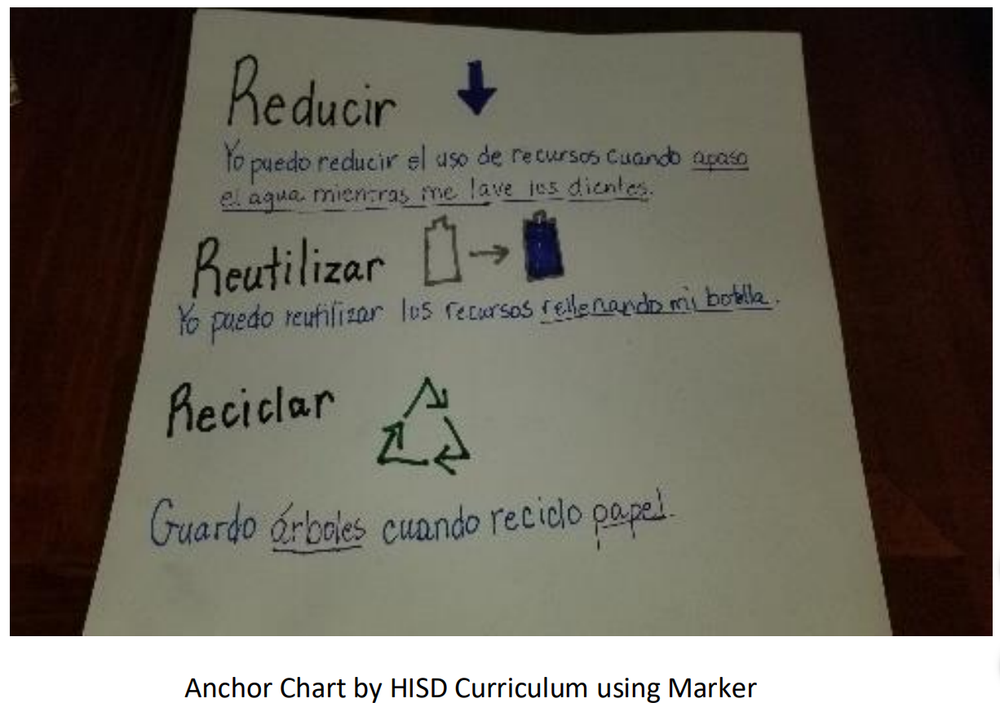 Reducir
Yo puedo reducir el uso de recursos cuando apaso
el agua mientras me lave los dientes.
Reutilizar
Yo puedo reutilizar los recursos rellenando mi botella.
Reciclar
Guardo árboles cuando reciclo papel.
Anchor Chart by HISD Curriculum using Marker